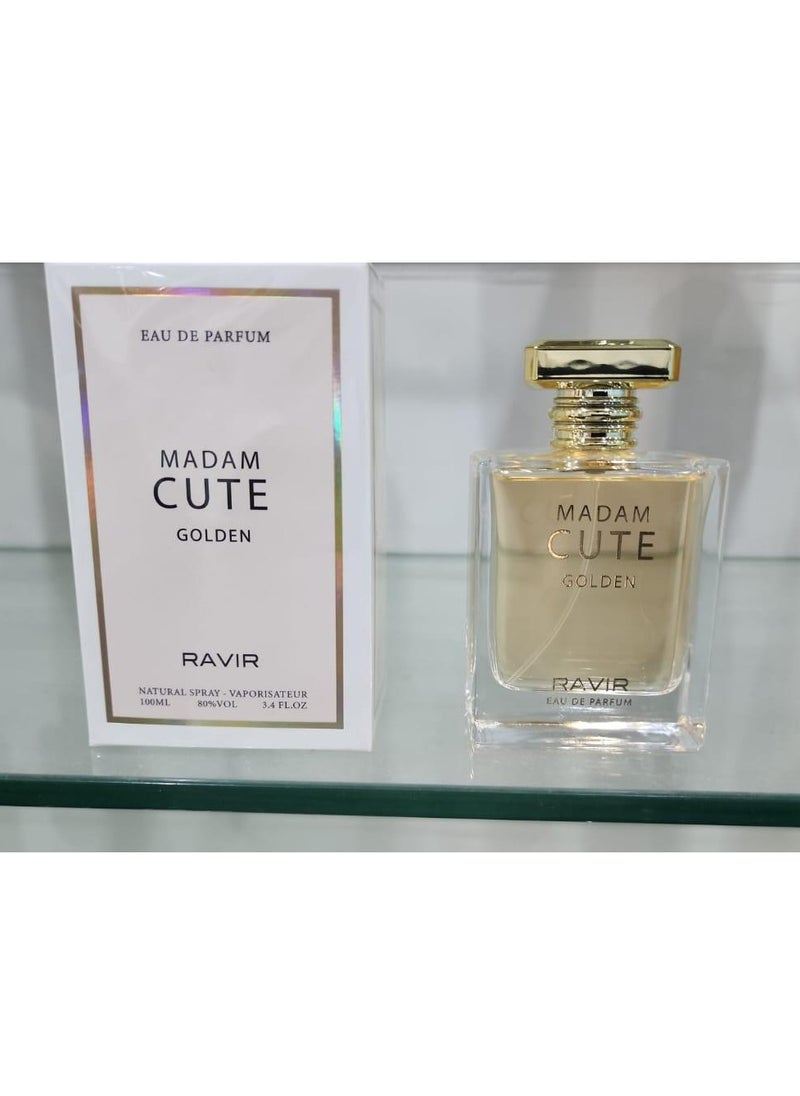 EAU DE PARFUM
MADAM
CUTE
GOLDEN
RAVIR
NATURAL SPRAY - VAPORISATEUR
100ML 80%VOL 3.4 FL.OZ
MADAM
CUTE
GOLDEN
RAVIR
EAU DE PARFUM